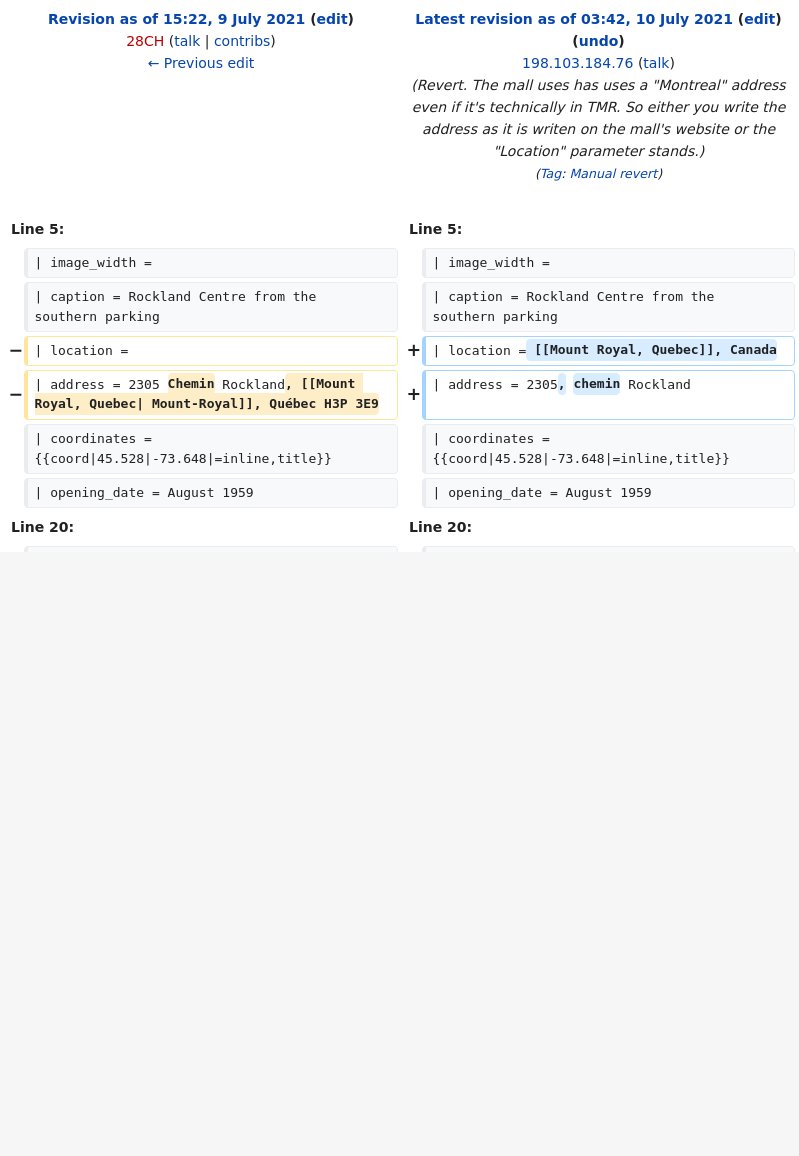 Revision as of 15:22, 9 July 2021 (edit)
28CH (talk | contribs)
← Previous edit
Latest revision as of 03:42, 10 July 2021 (edit)
(undo)
198.103.184.76 (talk)
(Revert. The mall uses has uses a "Montreal" address
even if it's technically in TMR. So either you write the
address as it is writen on the mall's website or the
"Location" parameter stands.)
(Tag: Manual revert)
Line 5:
Line 5:
| image_width =
| image_width =
| caption = Rockland Centre from the
southern parking
| caption = Rockland Centre from the
southern parking
− | location =
+ | location = [[Mount Royal, Quebec]], Canada
− | address = 2305 Chemin Rockland, [[Mount
Royal, Quebec| Mount-Royal]], Québec H3P 3E9
+ | address = 2305, chemin Rockland
| coordinates =
{{coord|45.528|-73.648|=inline,title}}
| coordinates =
{{coord|45.528|-73.648|=inline,title}}
| opening_date = August 1959
| opening_date = August 1959
Line 20:
Line 20: